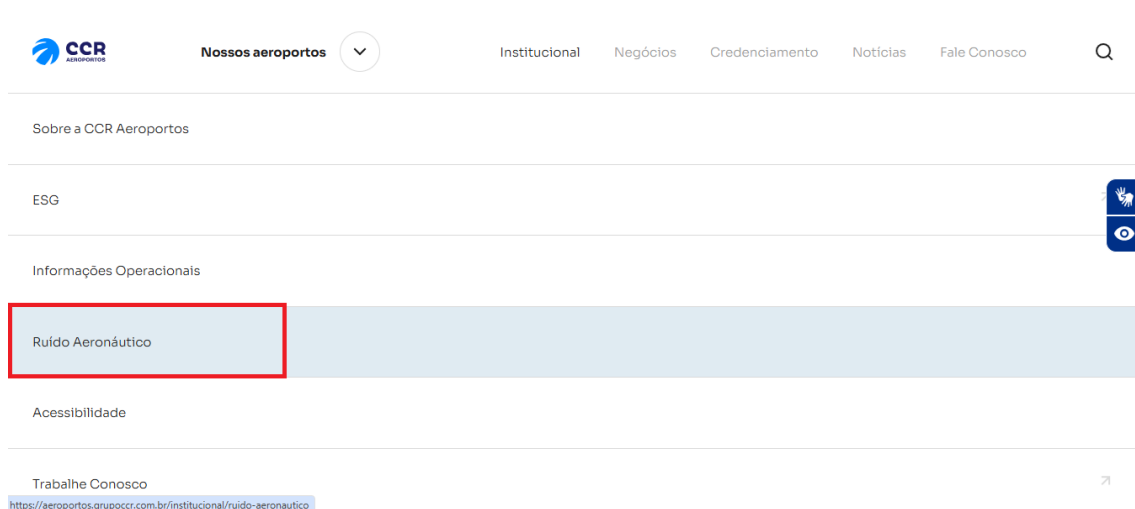 CCR
AEROPORTOS
Nossos aeroportos
Institucional Negócios Credenciamento Notícias Fale Conosco
Sobre a CCR Aeroportos
ESG
Informações Operacionais
Ruído Aeronáutico
Acessibilidade
Trabalhe Conosco
https://aeroportos.grupoccr.com.br/institucional/ruido-aeronautico